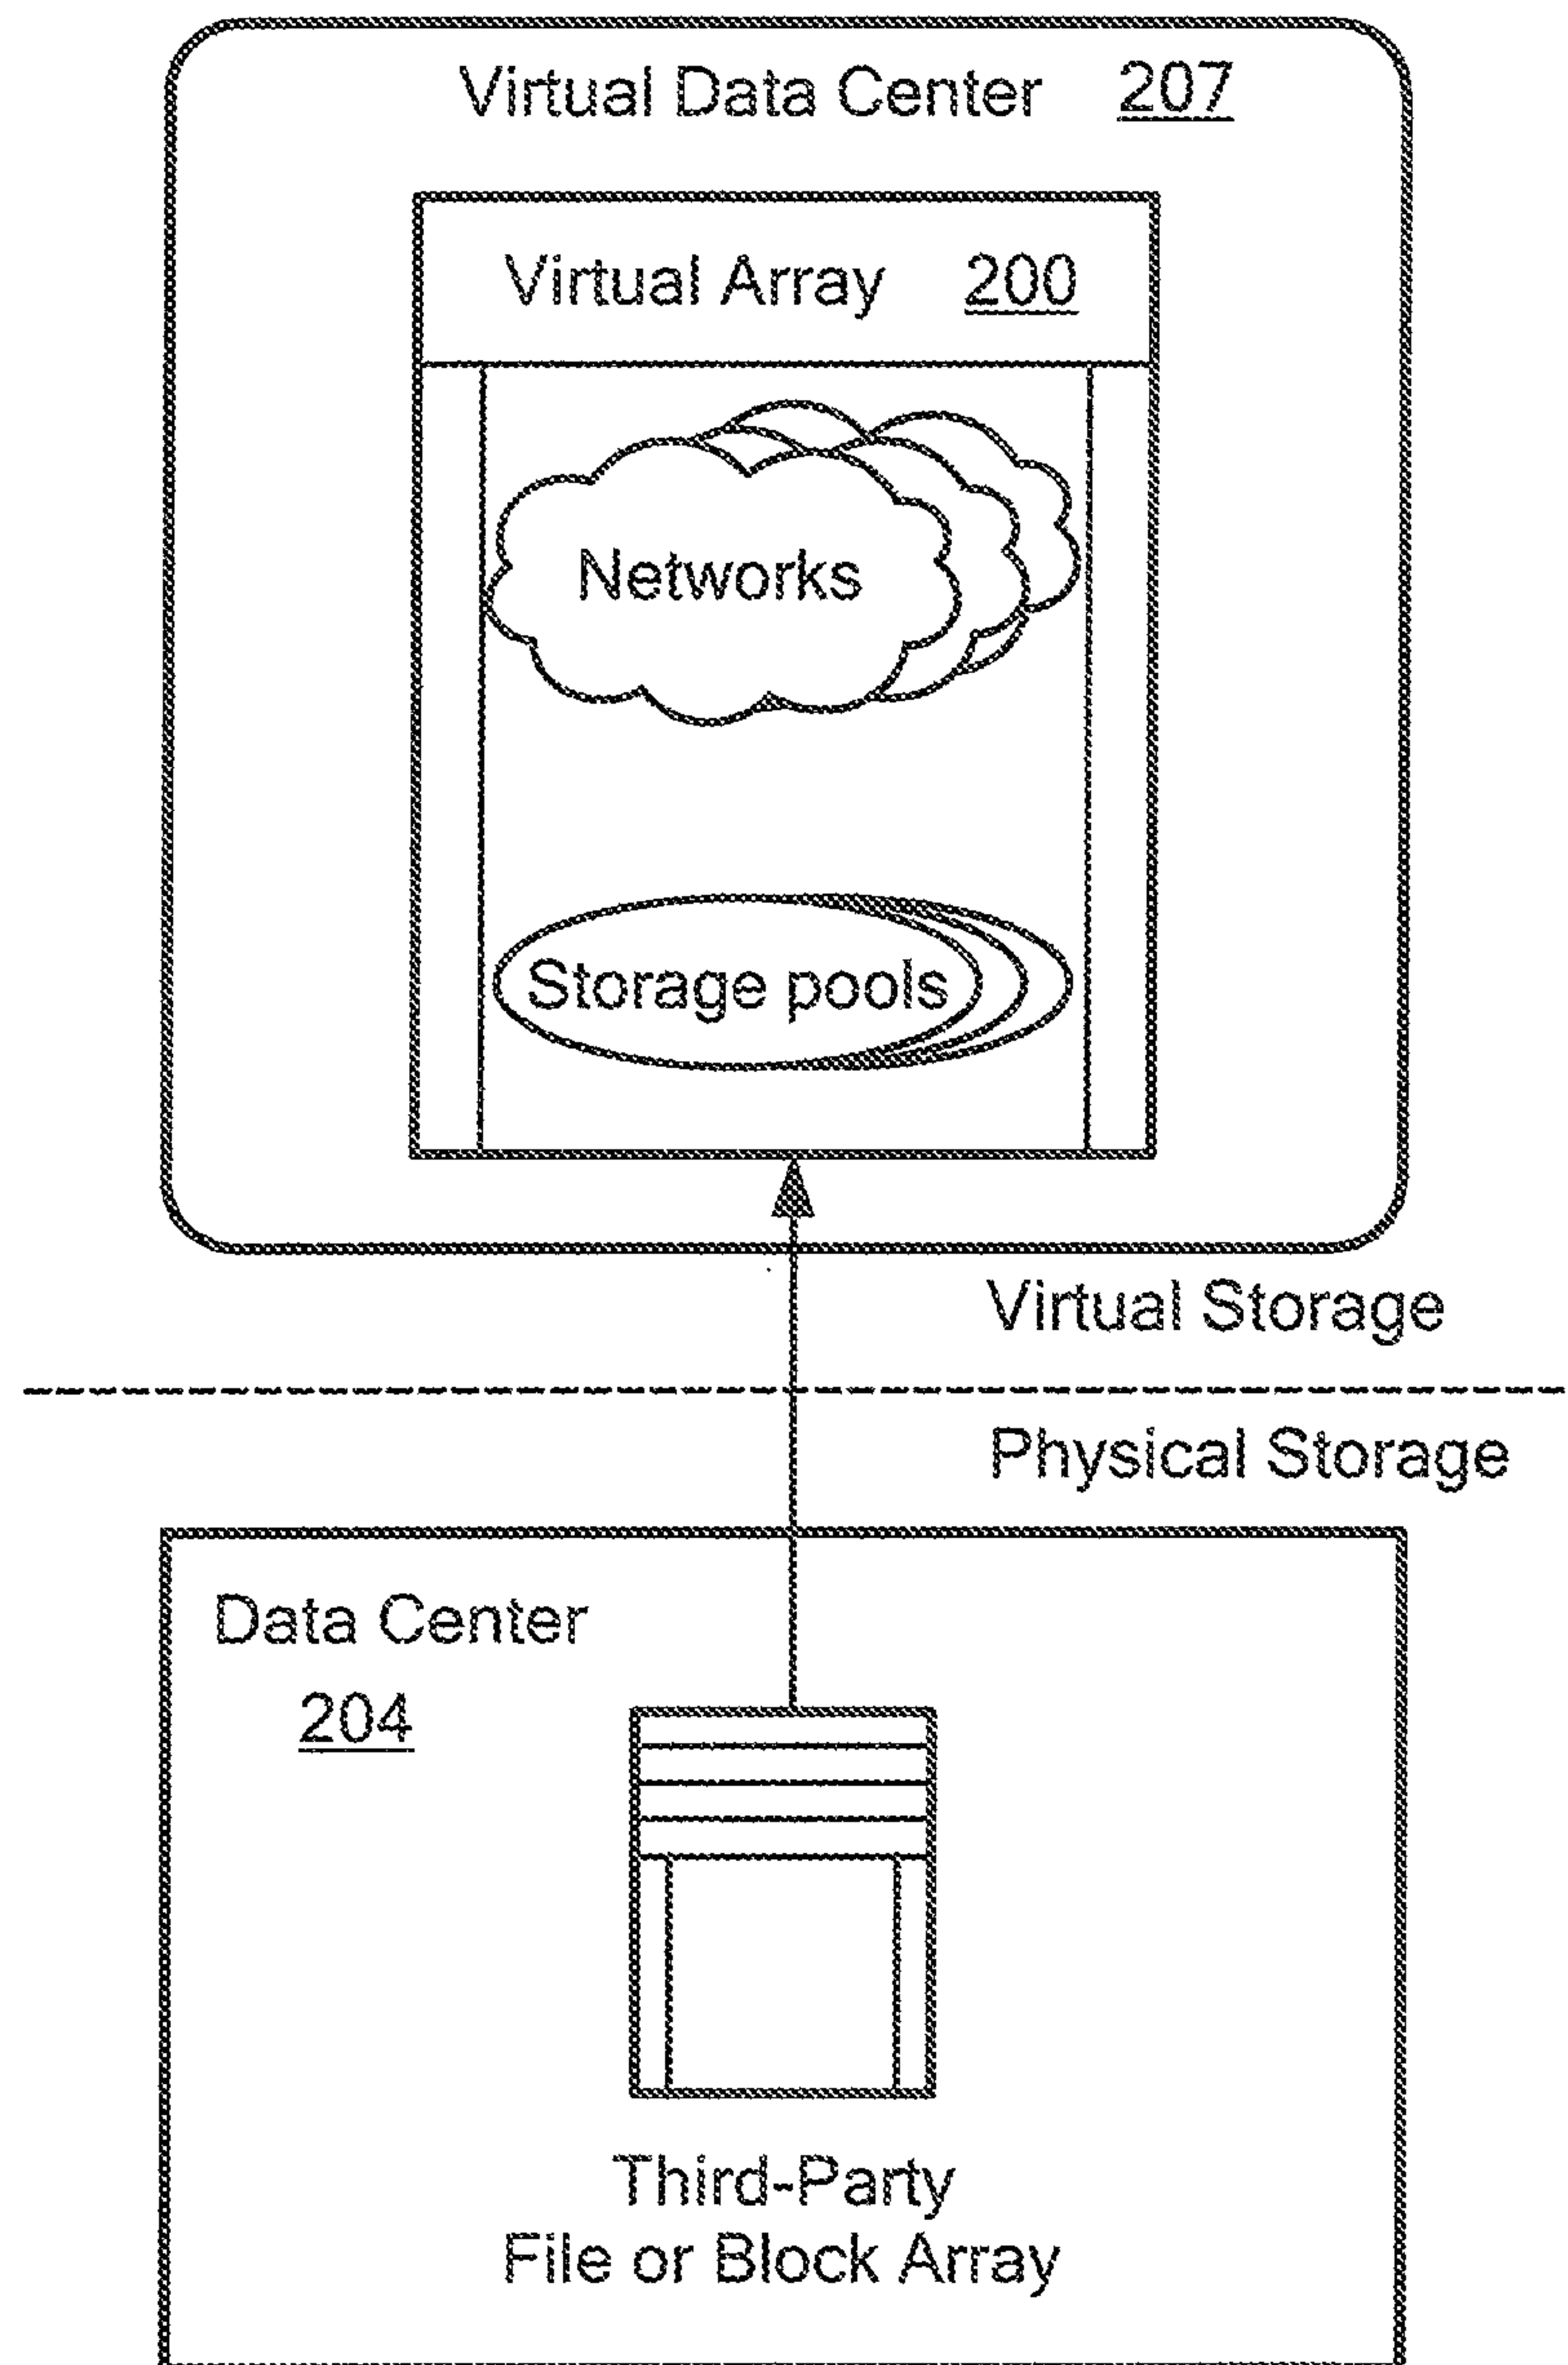 Virtual Data Center 207
Virtual Array 200
Networks
Storage pools
Virtual Storage
Physical Storage
Data Center
204
Third-Party
File or Block Array